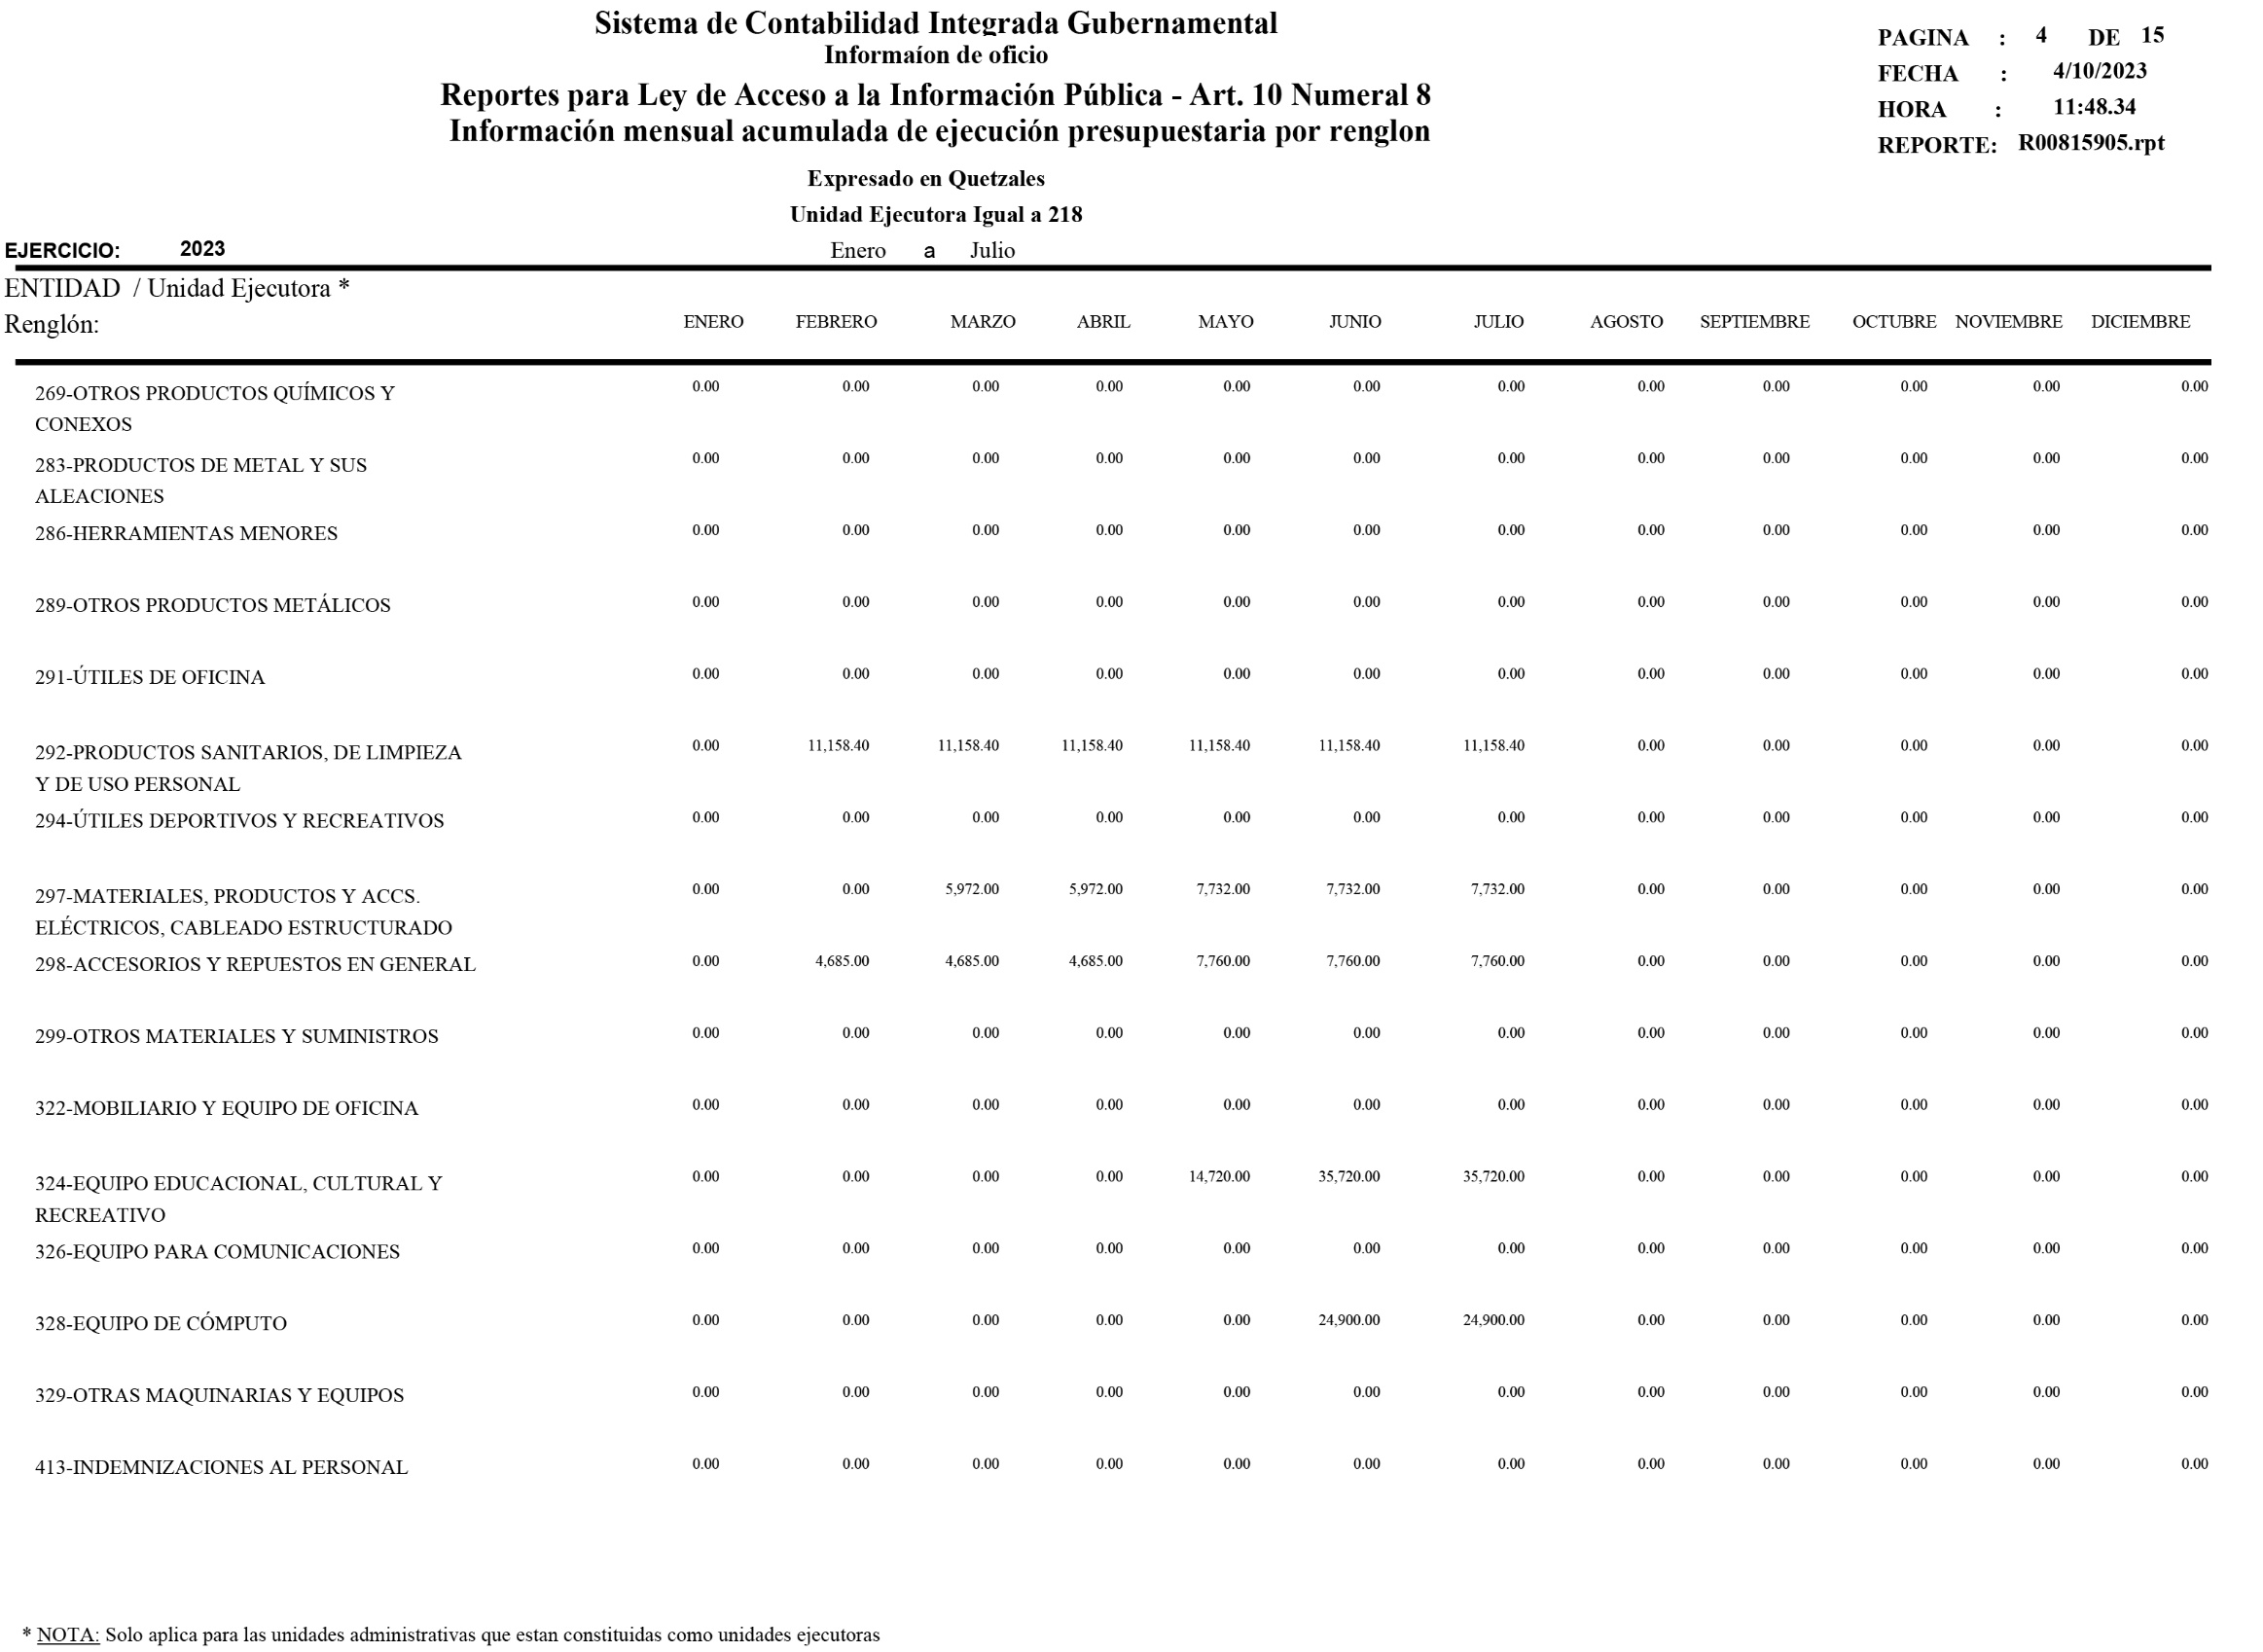 Sistema de Contabilidad Integrada Gubernamental
Informaíon de oficio
Reportes para Ley de Acceso a la Información Pública - Art. 10 Numeral 8
Información mensual acumulada de ejecución presupuestaria por renglon
Expresado en Quetzales
Unidad Ejecutora Igual a 218
PAGINA : 4 DE 15
FECHA : 4/10/2023
HORA : 11:48.34
REPORTE: R00815905.rpt
EJERCICIO: 2023 Enero a Julio
ENTIDAD / Unidad Ejecutora *
Renglón: ENERO FEBRERO MARZO ABRIL MAYO JUNIO JULIO AGOSTO SEPTIEMBRE OCTUBRE NOVIEMBRE DICIEMBRE
269-OTROS PRODUCTOS QUÍMICOS Y 0.00 0.00 0.00 0.00 0.00 0.00 0.00 0.00 0.00 0.00 0.00 0.00
CONEXOS
283-PRODUCTOS DE METAL Y SUS 0.00 0.00 0.00 0.00 0.00 0.00 0.00 0.00 0.00 0.00 0.00 0.00
ALEACIONES
286-HERRAMIENTAS MENORES 0.00 0.00 0.00 0.00 0.00 0.00 0.00 0.00 0.00 0.00 0.00 0.00
289-OTROS PRODUCTOS METÁLICOS 0.00 0.00 0.00 0.00 0.00 0.00 0.00 0.00 0.00 0.00 0.00 0.00
291-ÚTILES DE OFICINA 0.00 0.00 0.00 0.00 0.00 0.00 0.00 0.00 0.00 0.00 0.00 0.00
292-PRODUCTOS SANITARIOS, DE LIMPIEZA 0.00 11,158.40 11,158.40 11,158.40 11,158.40 11,158.40 11,158.40 0.00 0.00 0.00 0.00 0.00
Y DE USO PERSONAL
294-ÚTILES DEPORTIVOS Y RECREATIVOS 0.00 0.00 0.00 0.00 0.00 0.00 0.00 0.00 0.00 0.00 0.00 0.00
297-MATERIALES, PRODUCTOS Y ACCS. 0.00 0.00 5,972.00 5,972.00 7,732.00 7,732.00 7,732.00 0.00 0.00 0.00 0.00 0.00
ELÉCTRICOS, CABLEADO ESTRUCTURADO
298-ACCESORIOS Y REPUESTOS EN GENERAL 0.00 4,685.00 4,685.00 4,685.00 7,760.00 7,760.00 7,760.00 0.00 0.00 0.00 0.00 0.00
299-OTROS MATERIALES Y SUMINISTROS 0.00 0.00 0.00 0.00 0.00 0.00 0.00 0.00 0.00 0.00 0.00 0.00
322-MOBILIARIO Y EQUIPO DE OFICINA 0.00 0.00 0.00 0.00 0.00 0.00 0.00 0.00 0.00 0.00 0.00 0.00
324-EQUIPO EDUCACIONAL, CULTURAL Y 0.00 0.00 0.00 0.00 14,720.00 35,720.00 35,720.00 0.00 0.00 0.00 0.00 0.00
RECREATIVO
326-EQUIPO PARA COMUNICACIONES 0.00 0.00 0.00 0.00 0.00 0.00 0.00 0.00 0.00 0.00 0.00 0.00
328-EQUIPO DE CÓMPUTO 0.00 0.00 0.00 0.00 0.00 24,900.00 24,900.00 0.00 0.00 0.00 0.00 0.00
329-OTRAS MAQUINARIAS Y EQUIPOS 0.00 0.00 0.00 0.00 0.00 0.00 0.00 0.00 0.00 0.00 0.00 0.00
413-INDEMNIZACIONES AL PERSONAL 0.00 0.00 0.00 0.00 0.00 0.00 0.00 0.00 0.00 0.00 0.00 0.00
* NOTA: Solo aplica para las unidades administrativas que estan constituidas como unidades ejecutoras